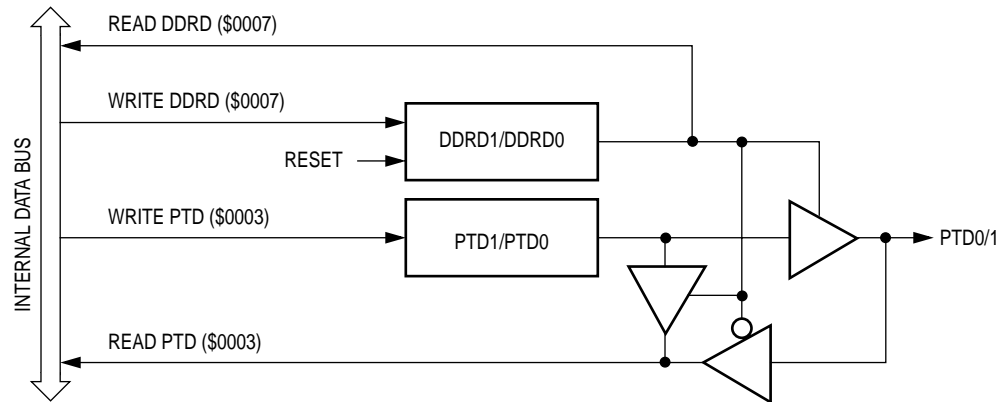 READ DDRD ($0007)
WRITE DDRD ($0007)
DDRD1/DDRD0
RESET
INTERNAL DATA BUS
WRITE PTD ($0003)
PTD1/PTD0
PTD0/1
READ PTD ($0003)